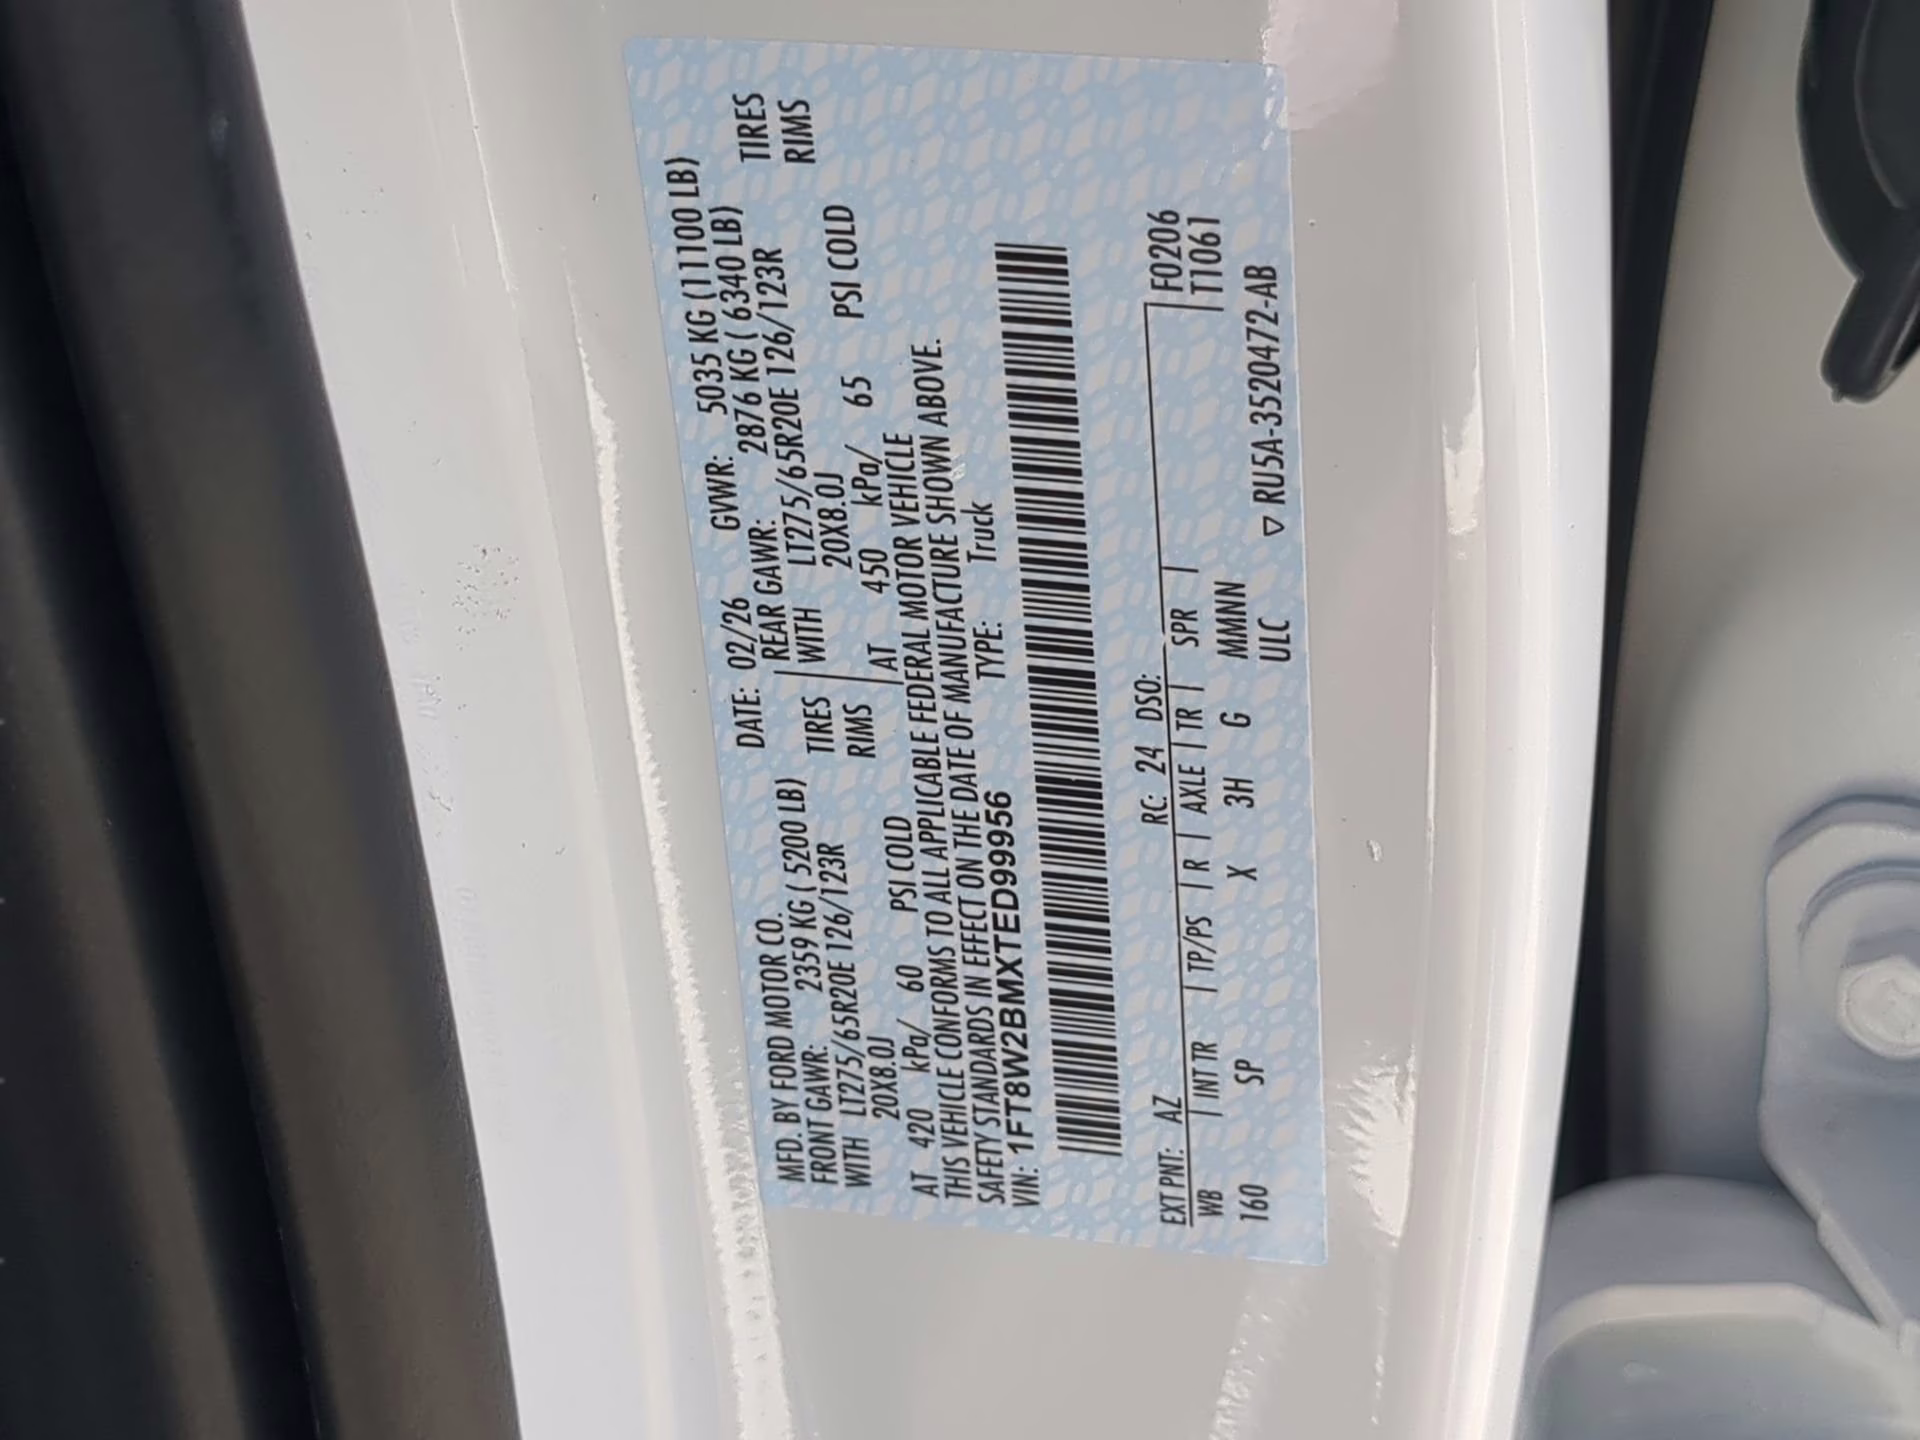 MFD. BY FORD MOTOR CO. DATE: 02/26 GVWR: 5035 KG (11100 LB)
FRONT GAWR: 2359 KG ( 5200 LB) REAR GAWR: 2876 KG ( 6340 LB)
WITH LT275/65R20E 126/123R TIRES WITH LT275/65R20E 126/123R TIRES
20X8.0J RIMS 20X8.0J RIMS
AT 420 kPa/ 60 PSI COLD AT 450 kPa/ 65 PSI COLD
THIS VEHICLE CONFORMS TO ALL APPLICABLE FEDERAL MOTOR VEHICLE
SAFETY STANDARDS IN EFFECT ON THE DATE OF MANUFACTURE SHOWN ABOVE.
VIN: 1FT8W2BMXTED99956 TYPE: Truck
EXT PNT: AZ RC: 24 DSO: F0206
WB INT TR TP/PS R AXLE TR SPR T1061
160 SP X 3H G MMNN
ULC ▽ RU5A-3520472-AB